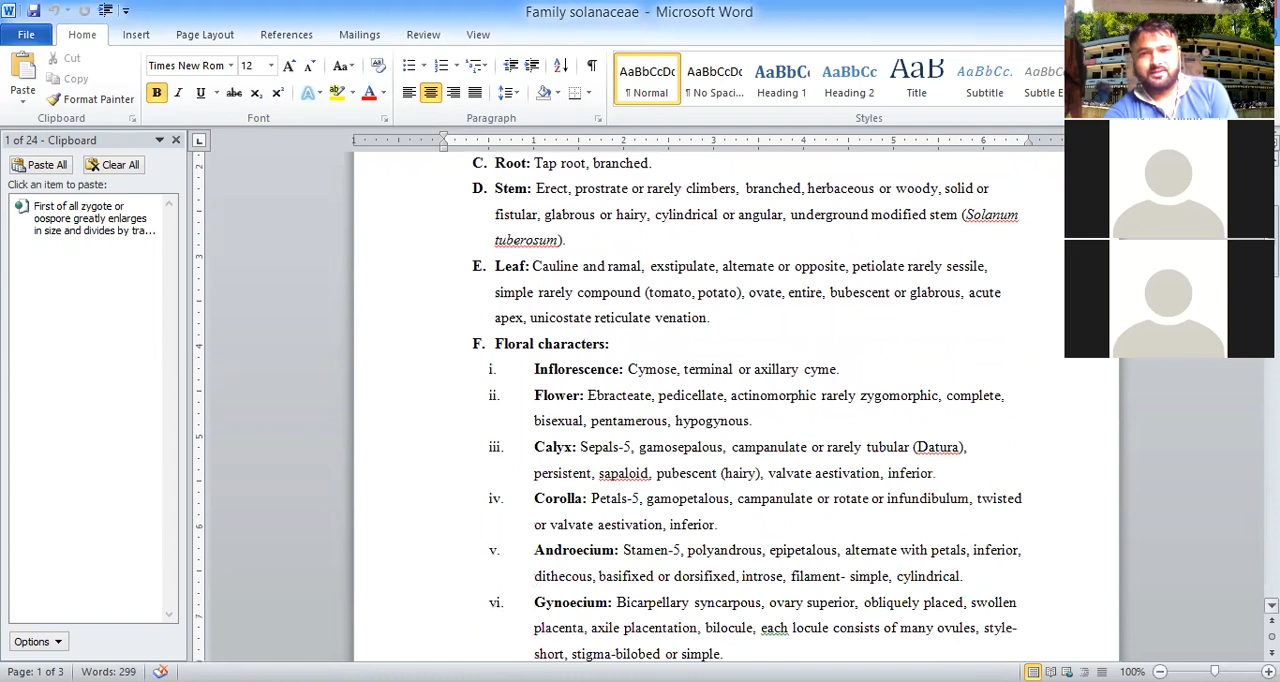 Family solanaceae - Microsoft Word
File Home Insert Page Layout References Mailings Review View
Paste Cut Copy Format Painter
Times New Rom 12 Aa
B I U abc x₂ x² A A
AaBbCcDc AaBbCcDc AaBbC AaBbCc AaB AaBbCc. AaBbCc
¶ Normal ¶ No Spaci... Heading 1 Heading 2 Title Subtitle Subtle E
Clipboard Font Paragraph Styles
1 of 24 - Clipboard
Paste All Clear All
Click an item to paste:
First of all zygote or
oospore greatly enlarges
in size and divides by tra...
Options
C. Root: Tap root, branched.
D. Stem: Erect, prostrate or rarely climbers, branched, herbaceous or woody, solid or
fistular, glabrous or hairy, cylindrical or angular, underground modified stem (Solanum
tuberosum).
E. Leaf: Cauline and ramal, exstipulate, alternate or opposite, petiolate rarely sessile,
simple rarely compound (tomato, potato), ovate, entire, bubescent or glabrous, acute
apex, unicostate reticulate venation.
F. Floral characters:
i. Inflorescence: Cymose, terminal or axillary cyme.
ii. Flower: Ebracteate, pedicellate, actinomorphic rarely zygomorphic, complete,
bisexual, pentamerous, hypogynous.
iii. Calyx: Sepals-5, gamosepalous, campanulate or rarely tubular (Datura),
persistent, sapaloid, pubescent (hairy), valvate aestivation, inferior.
iv. Corolla: Petals-5, gamopetalous, campanulate or rotate or infundibulum, twisted
or valvate aestivation, inferior.
v. Androecium: Stamen-5, polyandrous, epipetalous, alternate with petals, inferior,
dithecous, basifixed or dorsifixed, introse, filament- simple, cylindrical.
vi. Gynoecium: Bicarpellary syncarpous, ovary superior, obliquely placed, swollen
placenta, axile placentation, bilocule, each locule consists of many ovules, style-
short, stigma-bilobed or simple.
Page: 1 of 3 Words: 299 100%